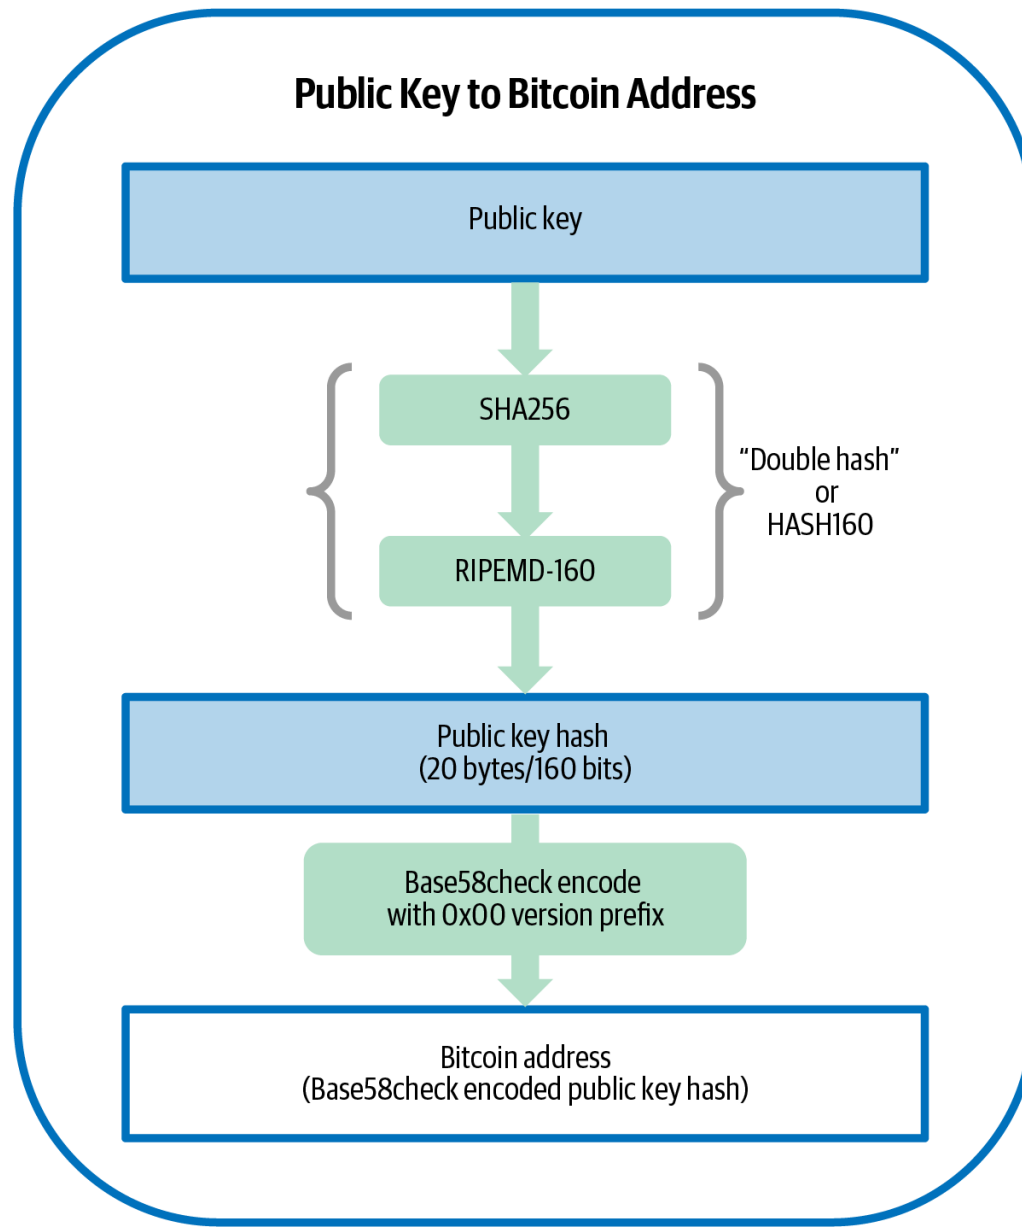 Public Key to Bitcoin Address
Public key
SHA256
RIPEMD-160
“Double hash”
or
HASH160
Public key hash
(20 bytes/160 bits)
Base58check encode
with 0x00 version prefix
Bitcoin address
(Base58check encoded public key hash)